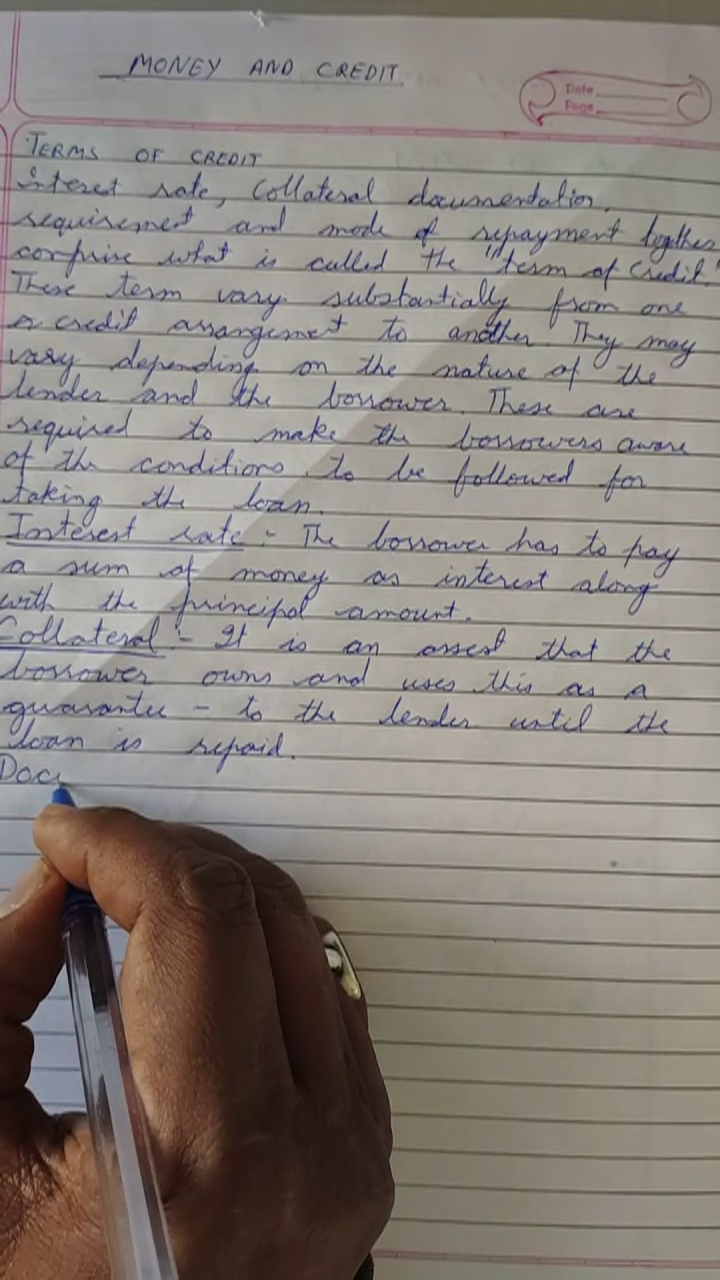 MONEY AND CREDIT
Date
Page
TERMS OF CREDIT
Interest rate, Collateral documentation,
requirement and mode of repayment together
comprise what is called the "term of Credit."
These term vary substantially from one
a credit arrangement to another. They may
vary depending on the nature of the
lender and the borrower. These are
required to make the borrowers aware
of the conditions to be followed for
taking the loan.
Interest rate :- The borrower has to pay
a sum of money as interest along
with the principal amount.
Collateral :- It is an asset that the
borrower owns and uses this as a
guarantee - to the lender until the
loan is repaid.
Docu